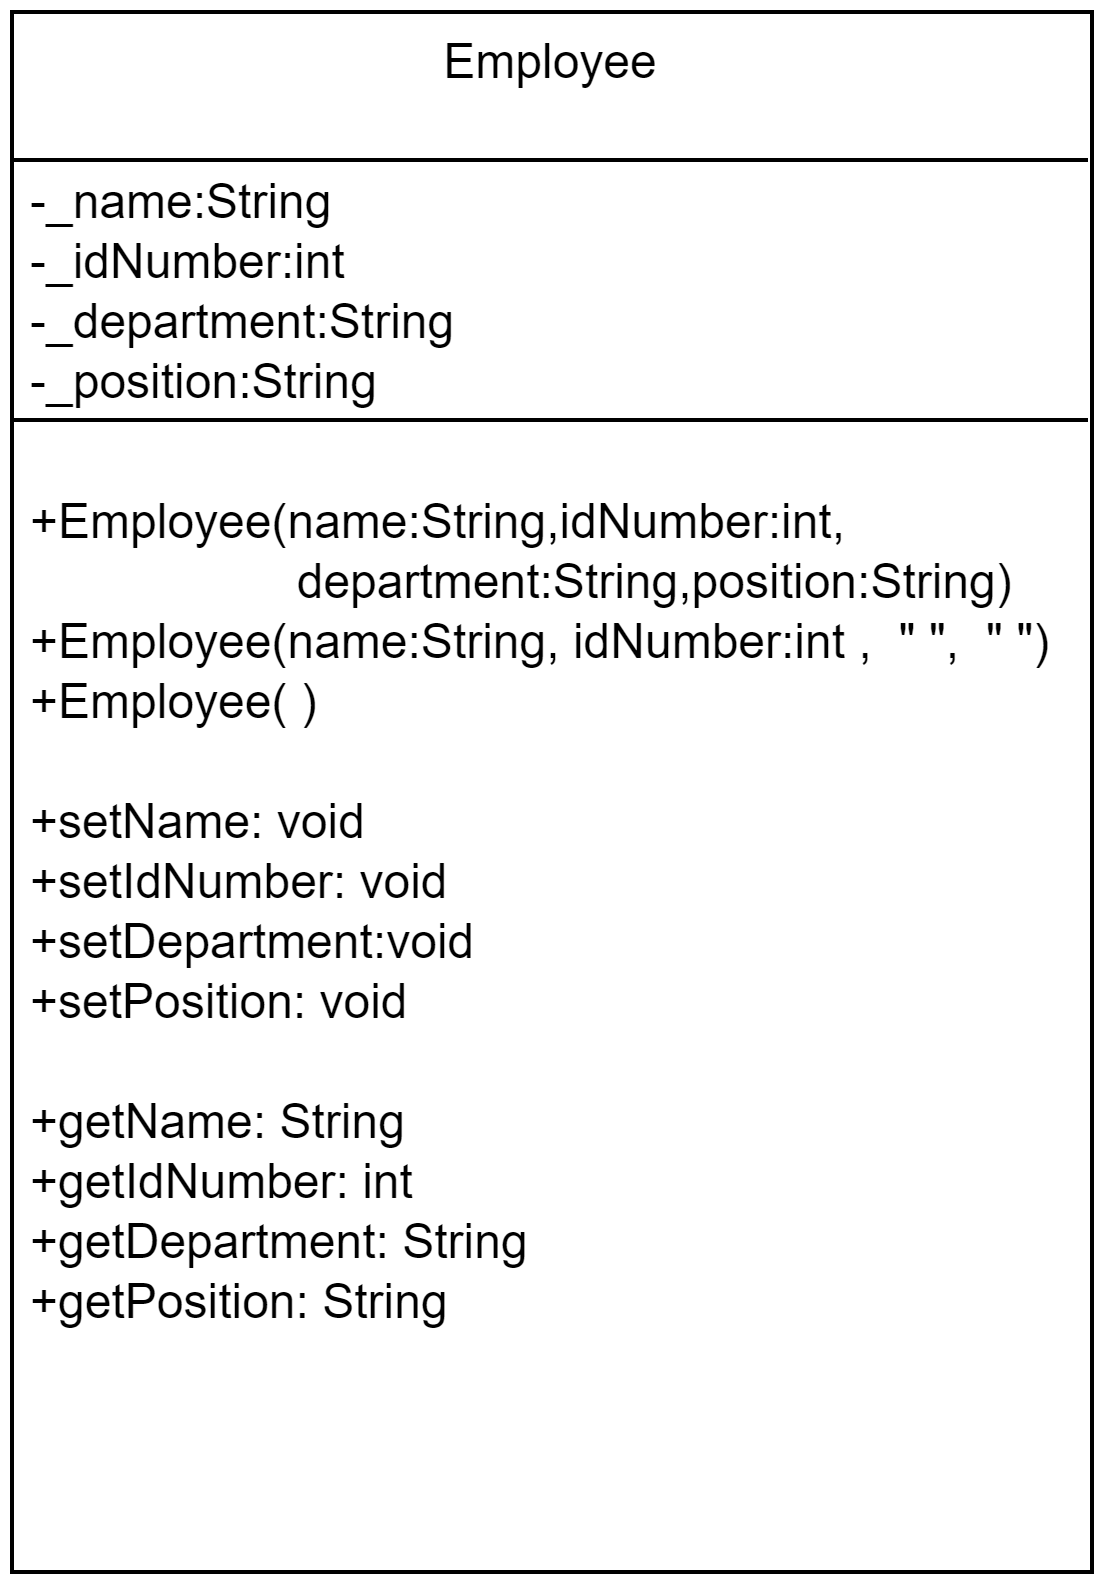 Employee
-_name:String
-_idNumber:int
-_department:String
-_position:String
+Employee(name:String,idNumber:int,
department:String,position:String)
+Employee(name:String, idNumber:int ,  " ",  " ")
+Employee( )
+setName: void
+setIdNumber: void
+setDepartment:void
+setPosition: void
+getName: String
+getIdNumber: int
+getDepartment: String
+getPosition: String